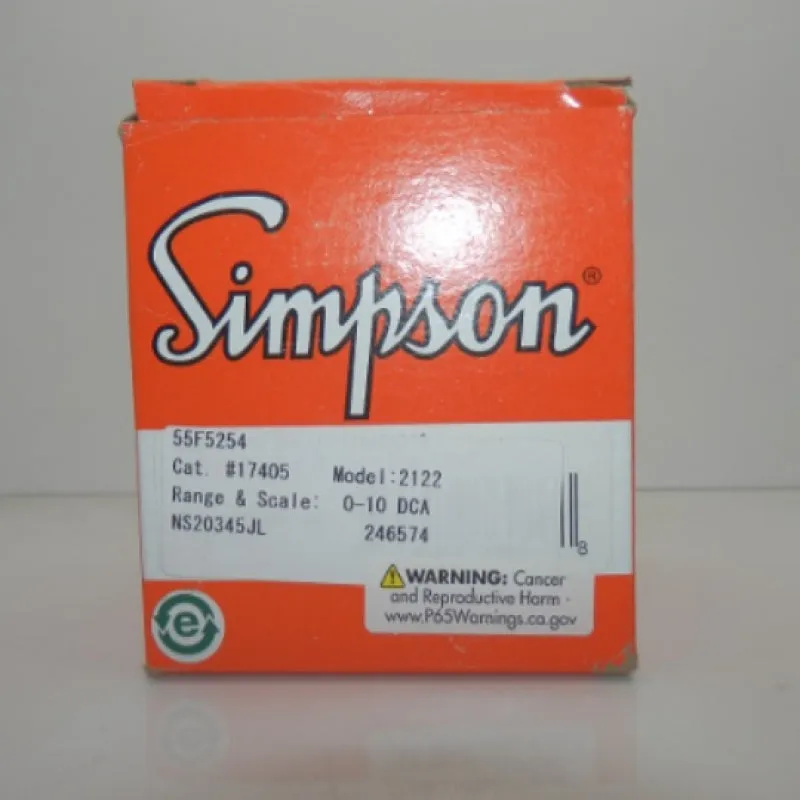 Simpson®
55F5254
Cat. #17405 Model:2122
Range & Scale: 0-10 DCA
NS20345JL 246574
8
⚠WARNING: Cancer
and Reproductive Harm -
www.P65Warnings.ca.gov
e